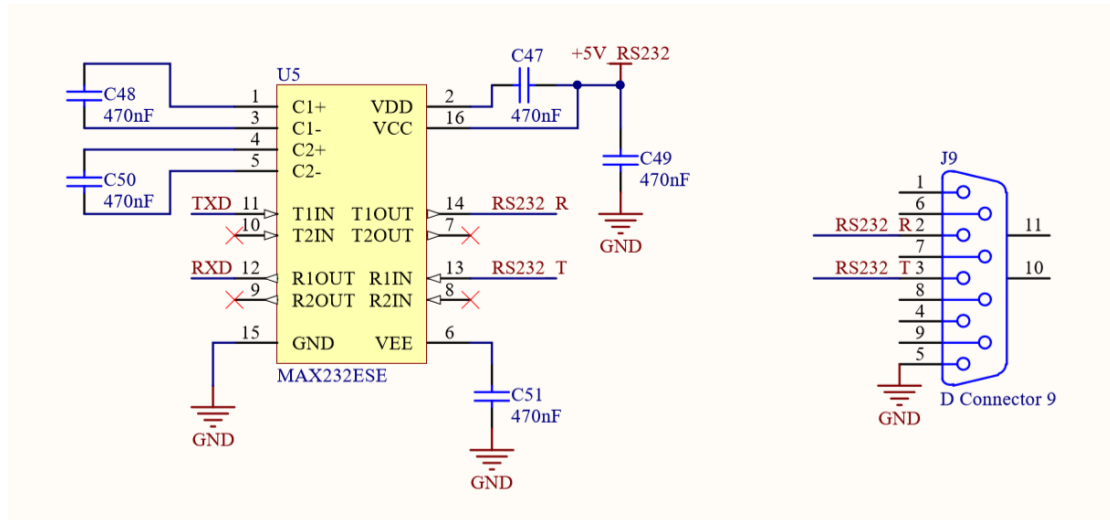 U5
C48
470nF
C50
470nF
1
3
4
5
C1+
C1-
C2+
C2-
VDD
VCC
2
16
C47
470nF
+5V_RS232
C49
470nF
GND
TXD
11
10
T1IN
T2IN
T1OUT
T2OUT
14
7
RS232_R
RXD
12
9
R1OUT
R2OUT
R1IN
R2IN
13
8
RS232_T
15
GND
VEE
6
MAX232ESE
GND
C51
470nF
GND
J9
1
6
RS232_R 2
7
RS232_T 3
8
4
9
5
11
10
GND
D Connector 9